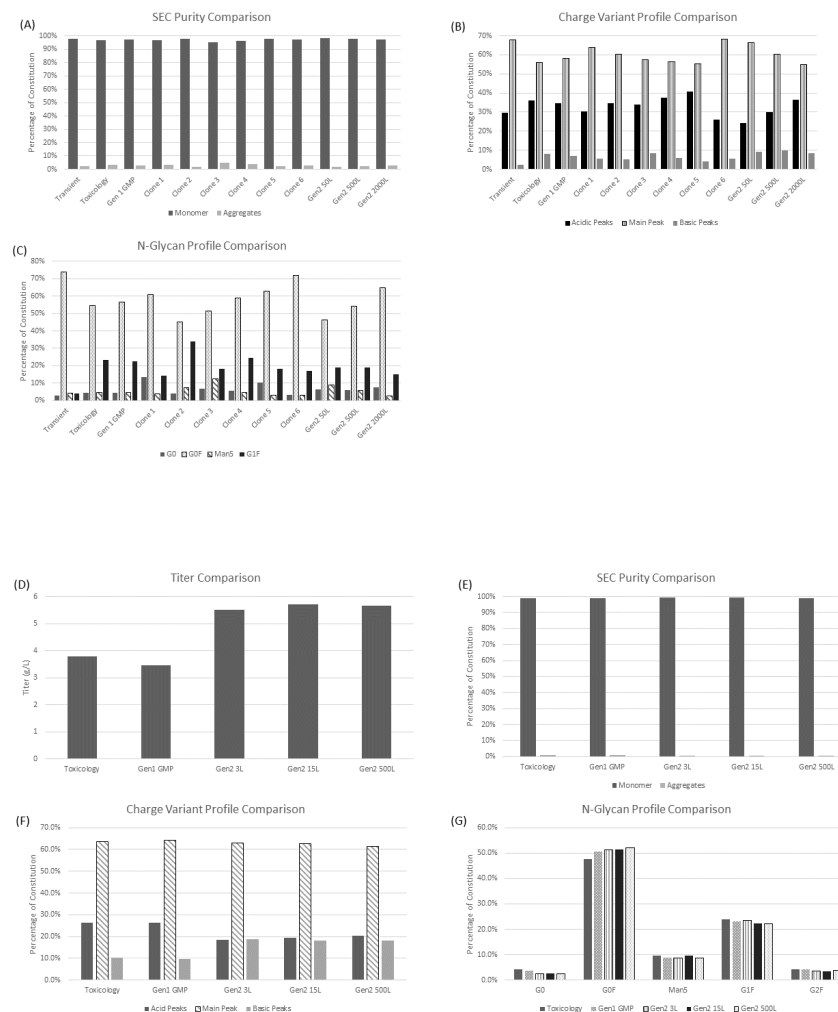 (A)
SEC Purity Comparison
Percentage of Constitution
100%
90%
80%
70%
60%
50%
40%
30%
20%
10%
0%
Transient
Toxicology
Gen 1 GMP
Clone 1
Clone 2
Clone 3
Clone 4
Clone 5
Clone 6
Gen2 50L
Gen2 500L
Gen2 2000L
Monomer Aggregates
(B)
Charge Variant Profile Comparison
Percentage of Constitution
80%
70%
60%
50%
40%
30%
20%
10%
0%
Transient
Toxicology
Gen 1 GMP
Clone 1
Clone 2
Clone 3
Clone 4
Clone 5
Clone 6
Gen2 50L
Gen2 500L
Gen2 2000L
Acidic Peaks Main Peak Basic Peaks
(C)
N-Glycan Profile Comparison
Percentage of Constitution
80%
70%
60%
50%
40%
30%
20%
10%
0%
Transient
Toxicology
Gen 1 GMP
Clone 1
Clone 2
Clone 3
Clone 4
Clone 5
Clone 6
Gen2 50L
Gen2 500L
Gen2 2000L
G0 G0F Man5 G1F
(D)
Titer Comparison
Titer (g/L)
6
5
4
3
2
1
0
Toxicology Gen1 GMP Gen2 3L Gen2 15L Gen2 500L
(E)
SEC Purity Comparison
Percentage of Constitution
100%
90%
80%
70%
60%
50%
40%
30%
20%
10%
0%
Toxicology Gen1 GMP Gen2 3L Gen2 15L Gen2 500L
Monomer Aggregates
(F)
Charge Variant Profile Comparison
Percentage of Constitution
70.0%
60.0%
50.0%
40.0%
30.0%
20.0%
10.0%
0.0%
Toxicology Gen1 GMP Gen2 3L Gen2 15L Gen2 500L
Acid Peaks Main Peak Basic Peaks
(G)
N-Glycan Profile Comparison
Percentage of Constitution
60.0%
50.0%
40.0%
30.0%
20.0%
10.0%
0.0%
G0 G0F Man5 G1F G2F
Toxicology Gen1 GMP Gen2 3L Gen2 15L Gen2 500L